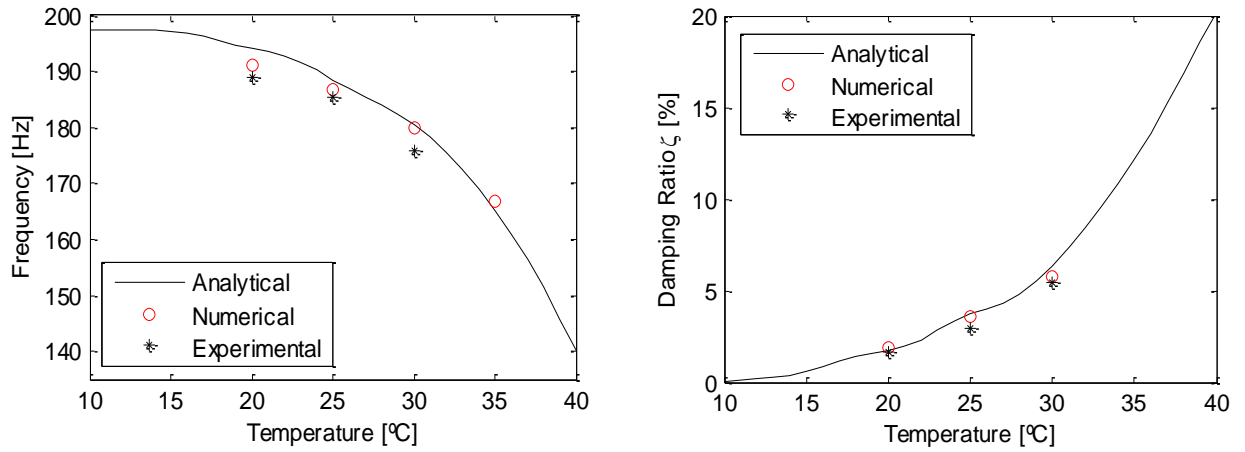 200
190
180
170
160
150
140
Frequency [Hz]
Analytical
Numerical
Experimental
10 15 20 25 30 35 40
Temperature [ºC]
20
15
10
5
0
Damping Ratio ζ [%]
Analytical
Numerical
Experimental
10 15 20 25 30 35 40
Temperature [ºC]